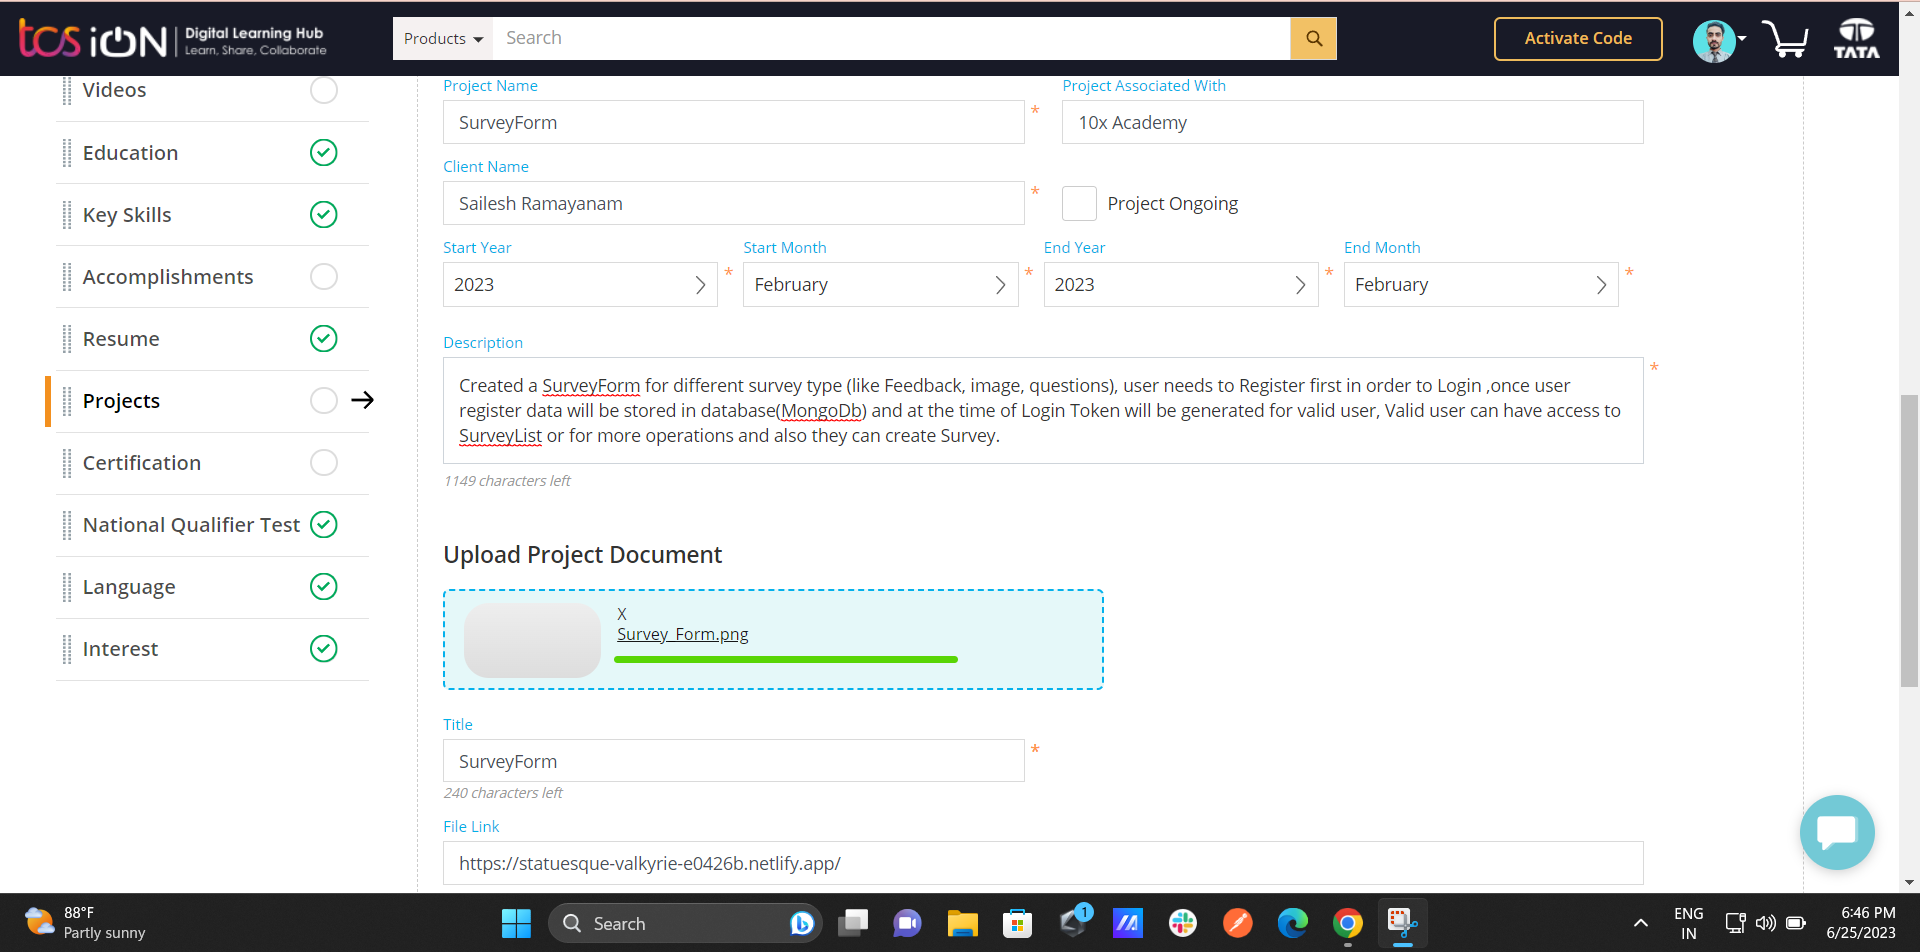 tcs iON
Digital Learning Hub
Learn, Share, Collaborate
Products
Search
Activate Code
TATA
Videos
Education
Key Skills
Accomplishments
Resume
Projects
Certification
National Qualifier Test
Language
Interest
Project Name
Project Associated With
SurveyForm *
10x Academy
Client Name
Sailesh Ramayanam *
Project Ongoing
Start Year
Start Month
End Year
End Month
2023 *
February *
2023 *
February *
Description
Created a SurveyForm for different survey type (like Feedback, image, questions), user needs to Register first in order to Login ,once user
register data will be stored in database(MongoDb) and at the time of Login Token will be generated for valid user, Valid user can have access to
SurveyList or for more operations and also they can create Survey.
*
1149 characters left
Upload Project Document
X
Survey_Form.png
Title
SurveyForm *
240 characters left
File Link
https://statuesque-valkyrie-e0426b.netlify.app/
88°F
Partly sunny
Search
1
ENG
IN
6:46 PM
6/25/2023